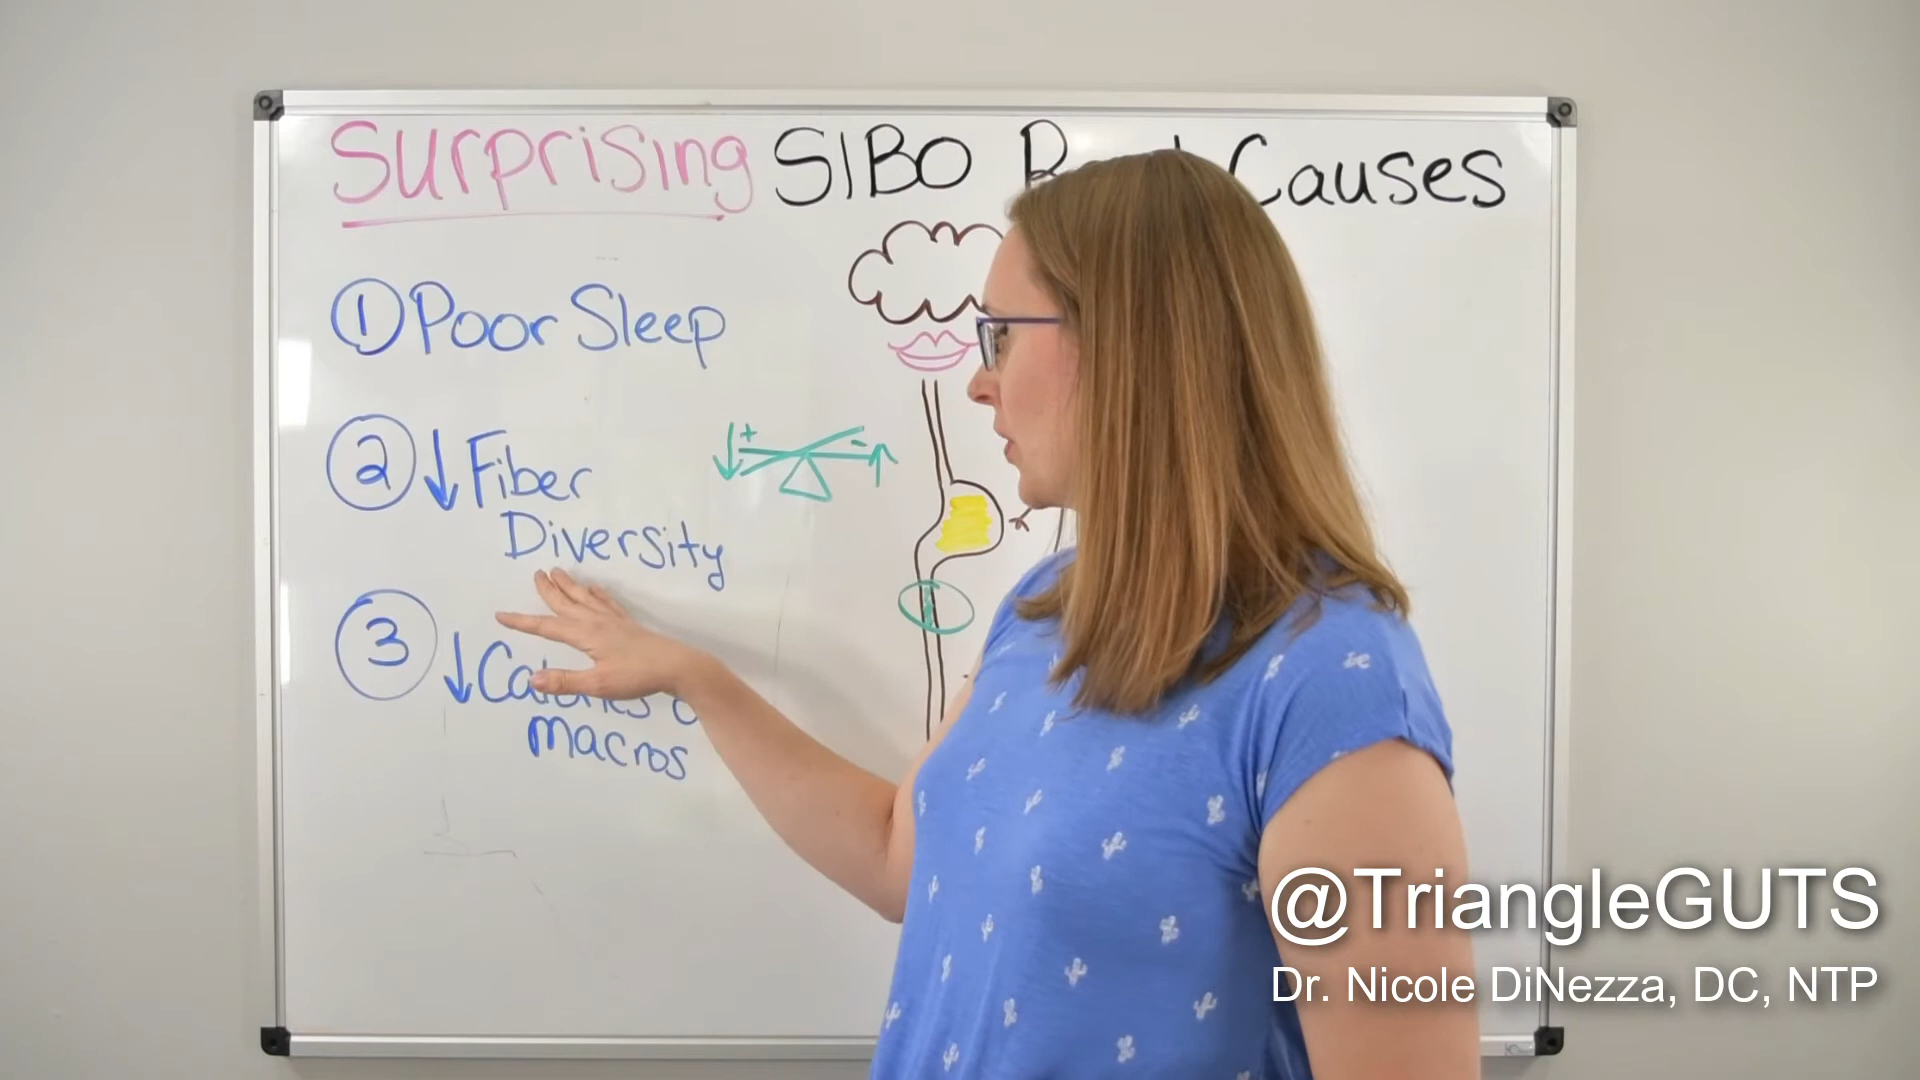 Surprising SIBO Causes
① Poor Sleep
② ↓ Fiber
Diversity
③ ↓
macros
+ -
@TriangleGUTS
Dr. Nicole DiNezza, DC, NTP